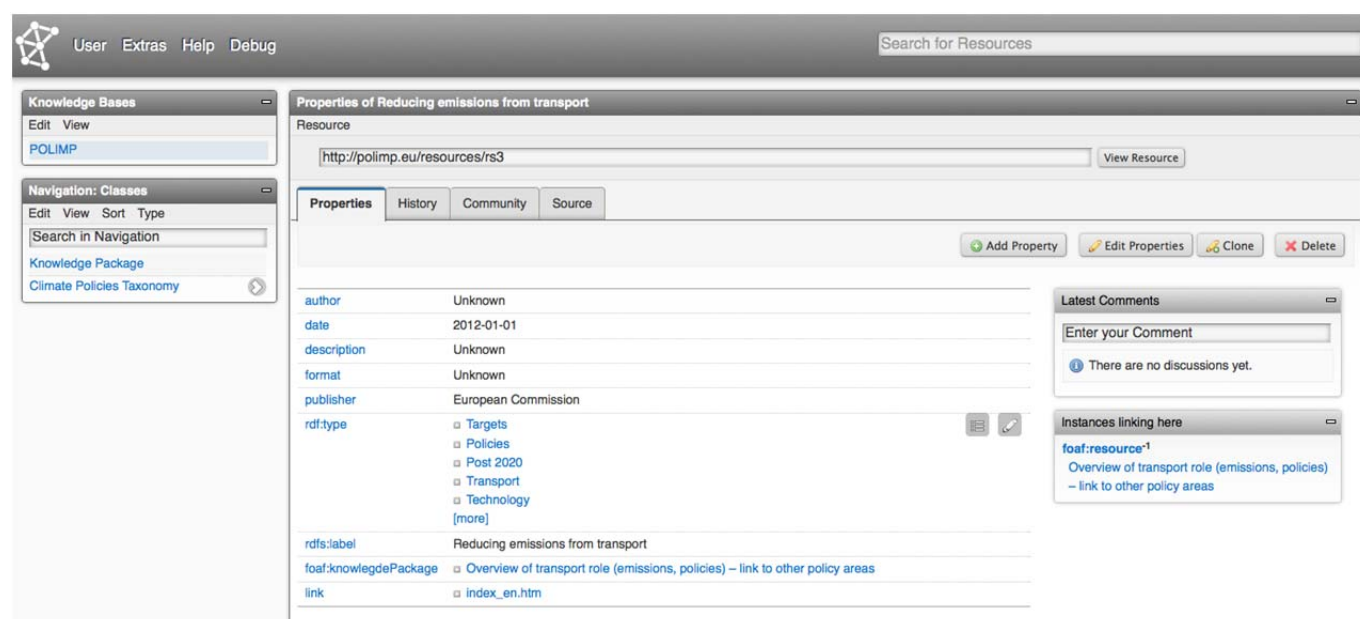 User Extras Help Debug
Search for Resources
Knowledge Bases
Edit View
POLIMP
Navigation: Classes
Edit View Sort Type
Search in Navigation
Knowledge Package
Climate Policies Taxonomy
Properties of Reducing emissions from transport
Resource
http://polimp.eu/resources/rs3
View Resource
Properties History Community Source
Add Property Edit Properties Clone Delete
author Unknown
date 2012-01-01
description Unknown
format Unknown
publisher European Commission
rdf:type Targets
Policies
Post 2020
Transport
Technology
[more]
rdfs:label Reducing emissions from transport
foaf:knowlegdePackage Overview of transport role (emissions, policies) – link to other policy areas
link index_en.htm
Latest Comments
Enter your Comment
There are no discussions yet.
Instances linking here
foaf:resource-1
Overview of transport role (emissions, policies)
– link to other policy areas